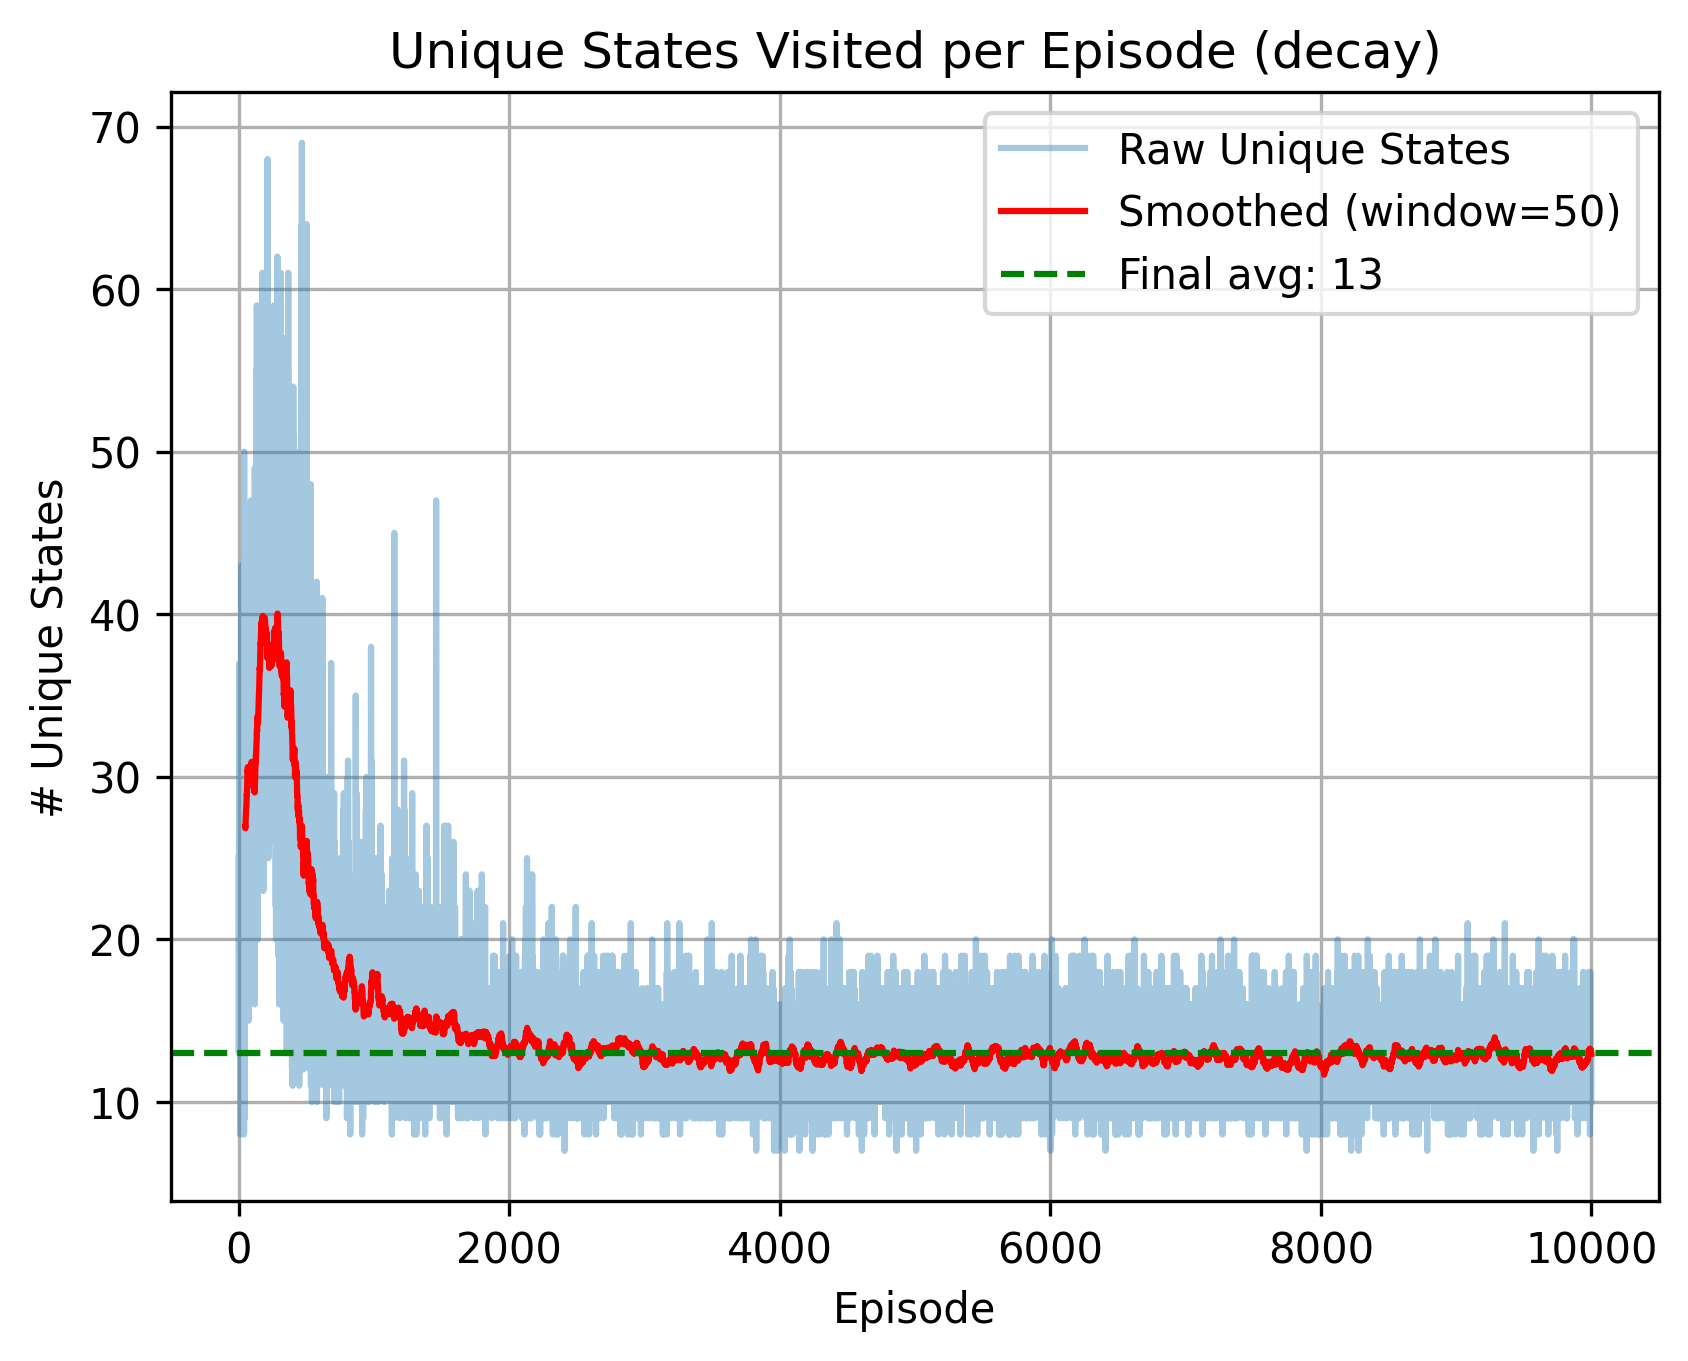 Unique States Visited per Episode (decay)
Raw Unique States
Smoothed (window=50)
Final avg: 13
# Unique States
70
60
50
40
30
20
10
0
2000
4000
6000
8000
10000
Episode